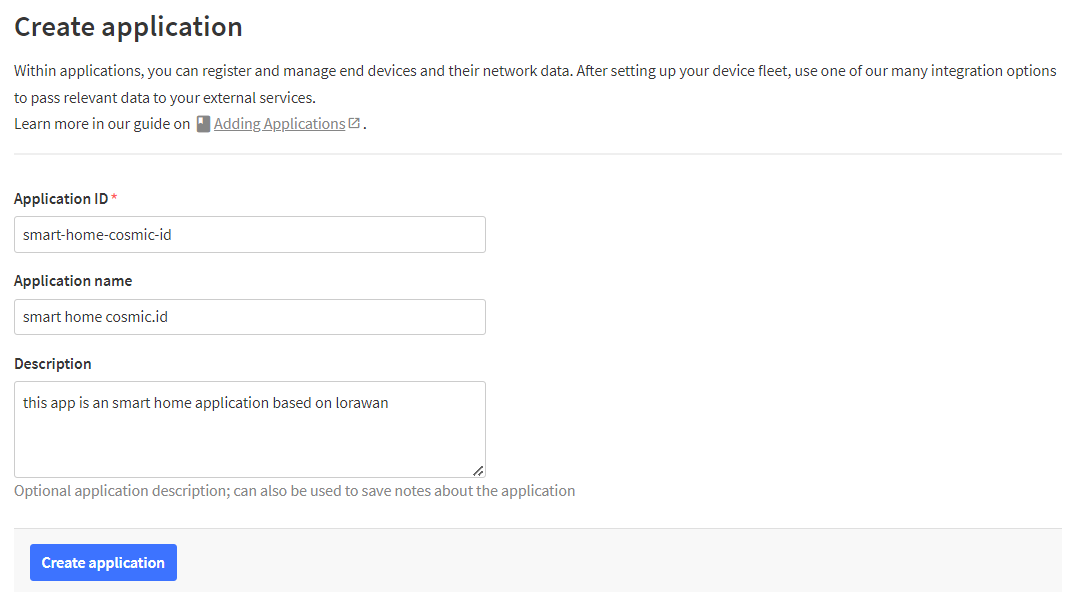 Create application
Within applications, you can register and manage end devices and their network data. After setting up your device fleet, use one of our many integration options
to pass relevant data to your external services.
Learn more in our guide on Adding Applications .
Application ID *
smart-home-cosmic-id
Application name
smart home cosmic.id
Description
this app is an smart home application based on lorawan
Optional application description; can also be used to save notes about the application
Create application